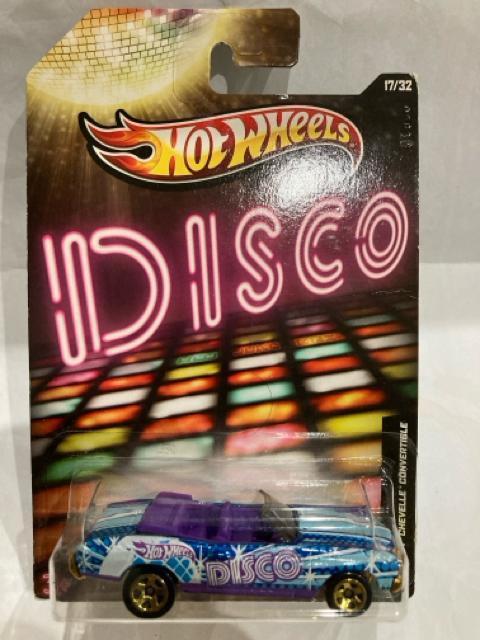 17/32
HOT WHEELS
DISCO
CHEVELLE CONVERTIBLE
HOT WHEELS
DISCO